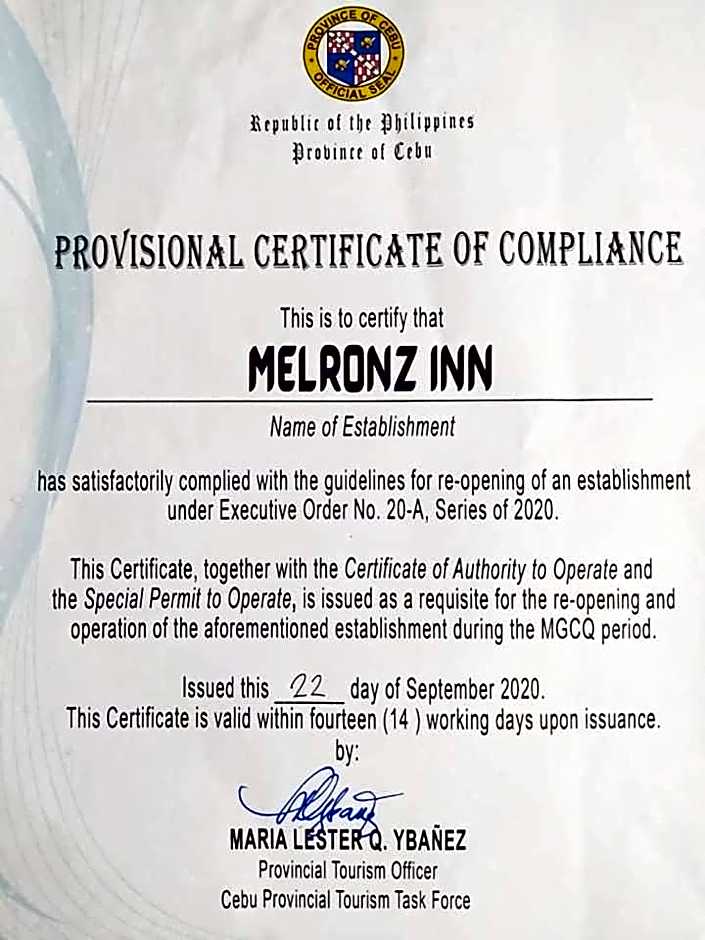 PROVINCE OF CEBU
OFFICIAL SEAL
Republic of the Philippines
Province of Cebu
PROVISIONAL CERTIFICATE OF COMPLIANCE
This is to certify that
MELRONZ INN
Name of Establishment
has satisfactorily complied with the guidelines for re-opening of an establishment
under Executive Order No. 20-A, Series of 2020.
This Certificate, together with the Certificate of Authority to Operate and
the Special Permit to Operate, is issued as a requisite for the re-opening and
operation of the aforementioned establishment during the MGCQ period.
Issued this 22 day of September 2020.
This Certificate is valid within fourteen (14 ) working days upon issuance.
by:
MARIA LESTER Q. YBAÑEZ
Provincial Tourism Officer
Cebu Provincial Tourism Task Force